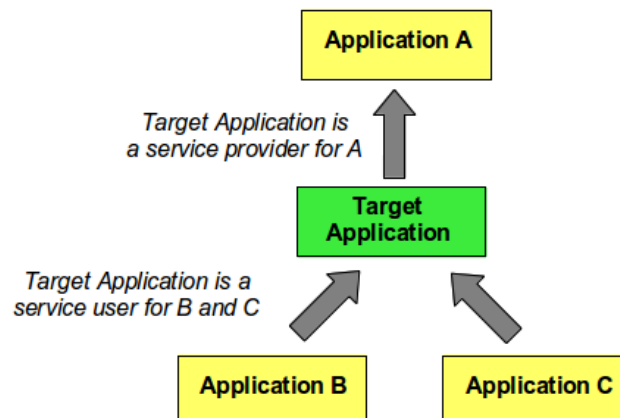 Application A
Target Application is
a service provider for A
Target
Application
Target Application is a
service user for B and C
Application B
Application C